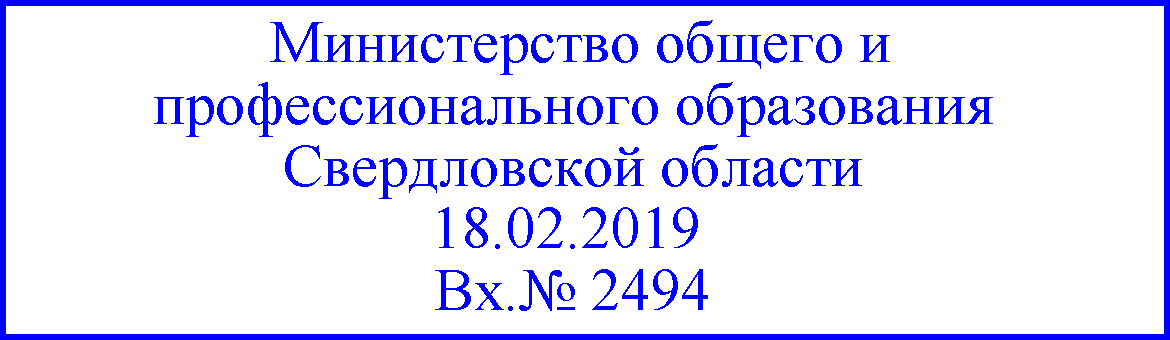 Министерство общего и
профессионального образования
Свердловской области
18.02.2019
Вх.№ 2494